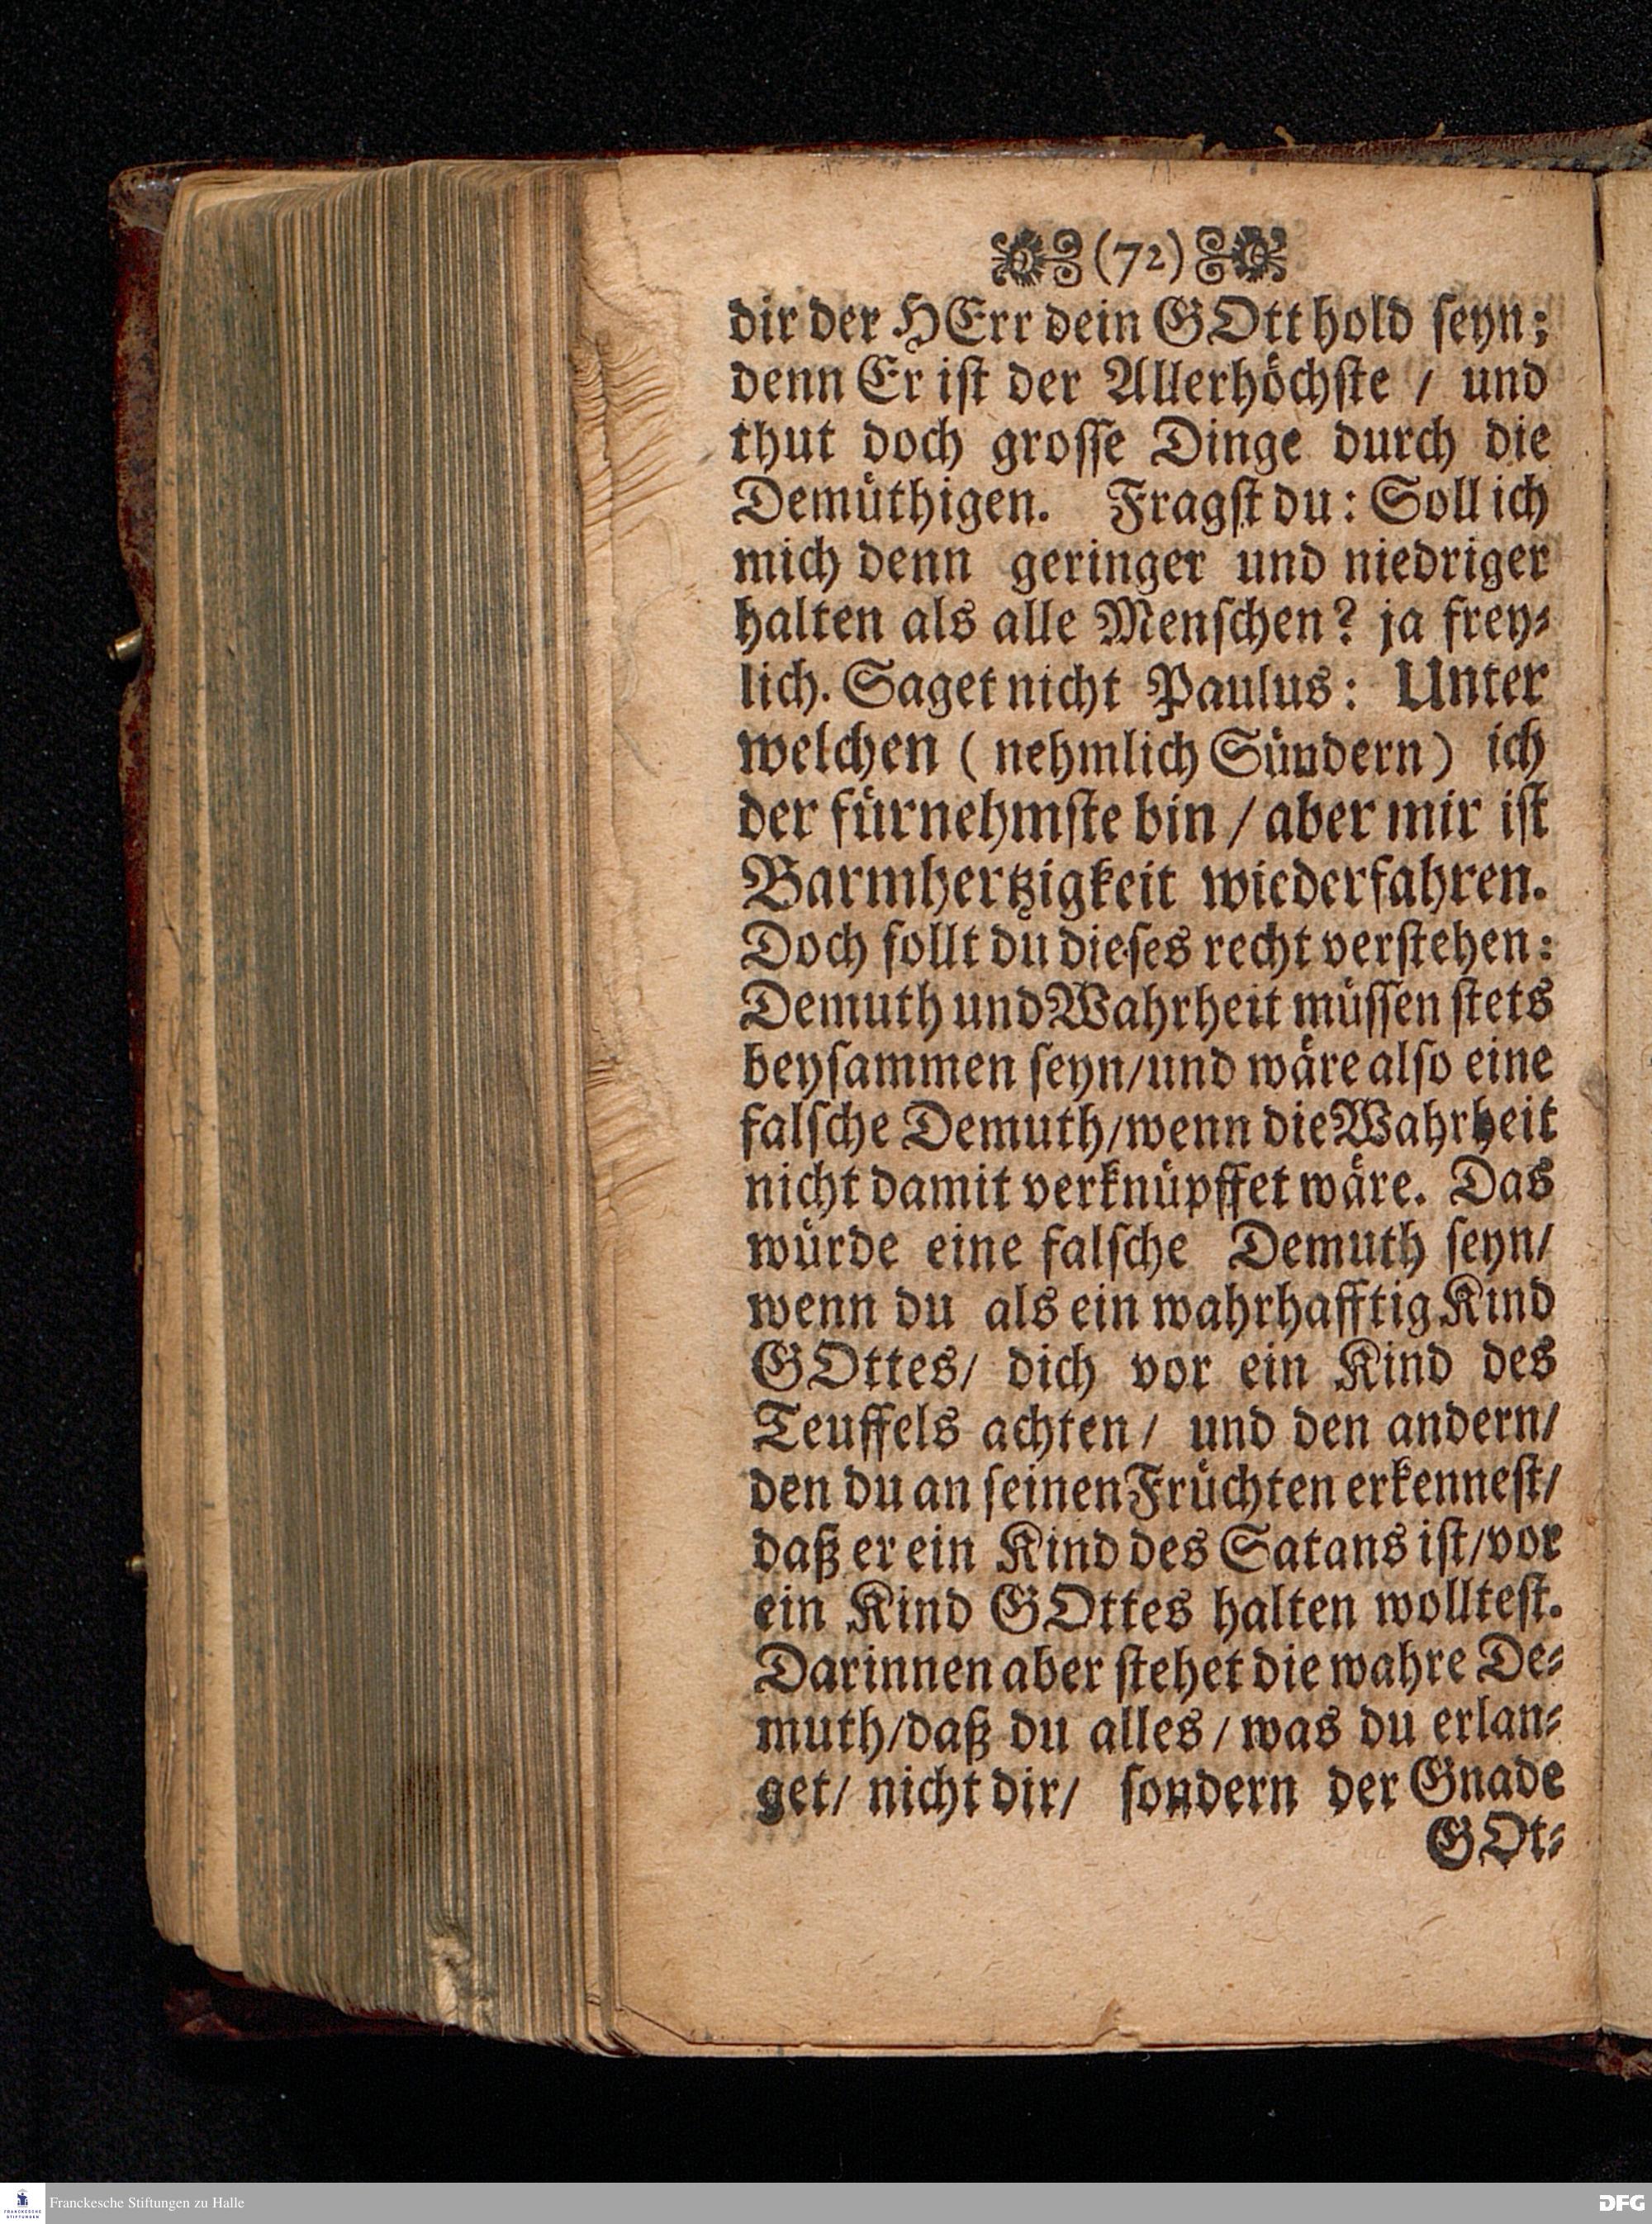 (72)
dir der HErr dein GOtt hold ſeyn;
denn Er iſt der Allerhöchſte / und
thut doch groſſe Dinge durch die
Demüthigen. Fragſt du: Soll ich
mich denn geringer und niedriger
halten als alle Menſchen? ja frey⸗
lich. Saget nicht Paulus: Unter
welchen (nehmlich Sündern) ich
der fürnehmſte bin / aber mir iſt
Barmhertzigkeit wiederfahren.
Doch ſollt du dieſes recht verſtehen:
Demuth und Wahrheit müſſen ſtets
beyſammen ſeyn/und wäre alſo eine
falſche Demuth/wenn die Wahrheit
nicht damit verknüpffet wäre. Das
würde eine falſche Demuth ſeyn/
wenn du als ein wahrhafftig Kind
GOttes/ dich vor ein Kind des
Teuffels achten/ und den andern/
den du an ſeinen Früchten erkenneſt/
daß er ein Kind des Satans iſt/vor
ein Kind GOttes halten wollteſt.
Darinnen aber ſtehet die wahre De⸗
muth/daß du alles / was du erlan⸗
get/ nicht dir/ ſondern der Gnade
GOt⸗
Franckesche Stiftungen zu Halle
DFG